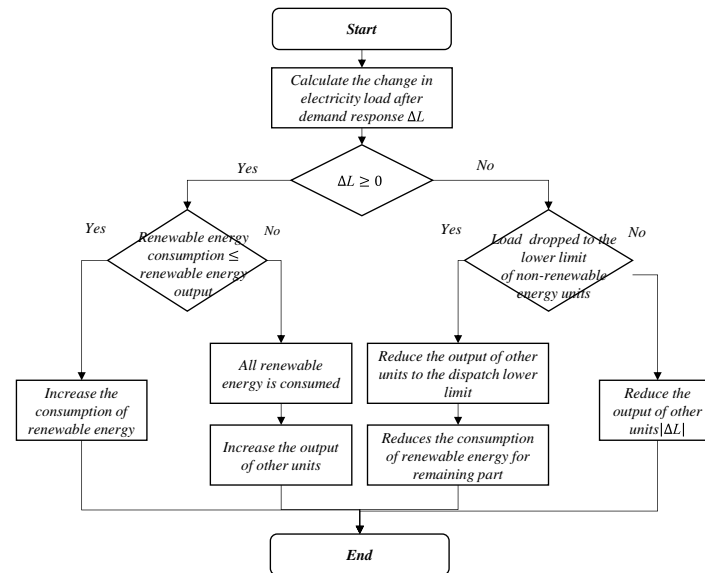 Start
Calculate the change in
electricity load after
demand response ΔL
Yes
No
ΔL ≥ 0
Yes
Renewable energy
consumption ≤
renewable energy
output
No
Yes
Load dropped to the
lower limit
of non-renewable
energy units
No
Increase the
consumption of
renewable energy
All renewable
energy is consumed
Increase the output
of other units
Reduce the output of other
units to the dispatch lower
limit
Reduces the consumption
of renewable energy for
remaining part
Reduce the
output of other
units|ΔL|
End